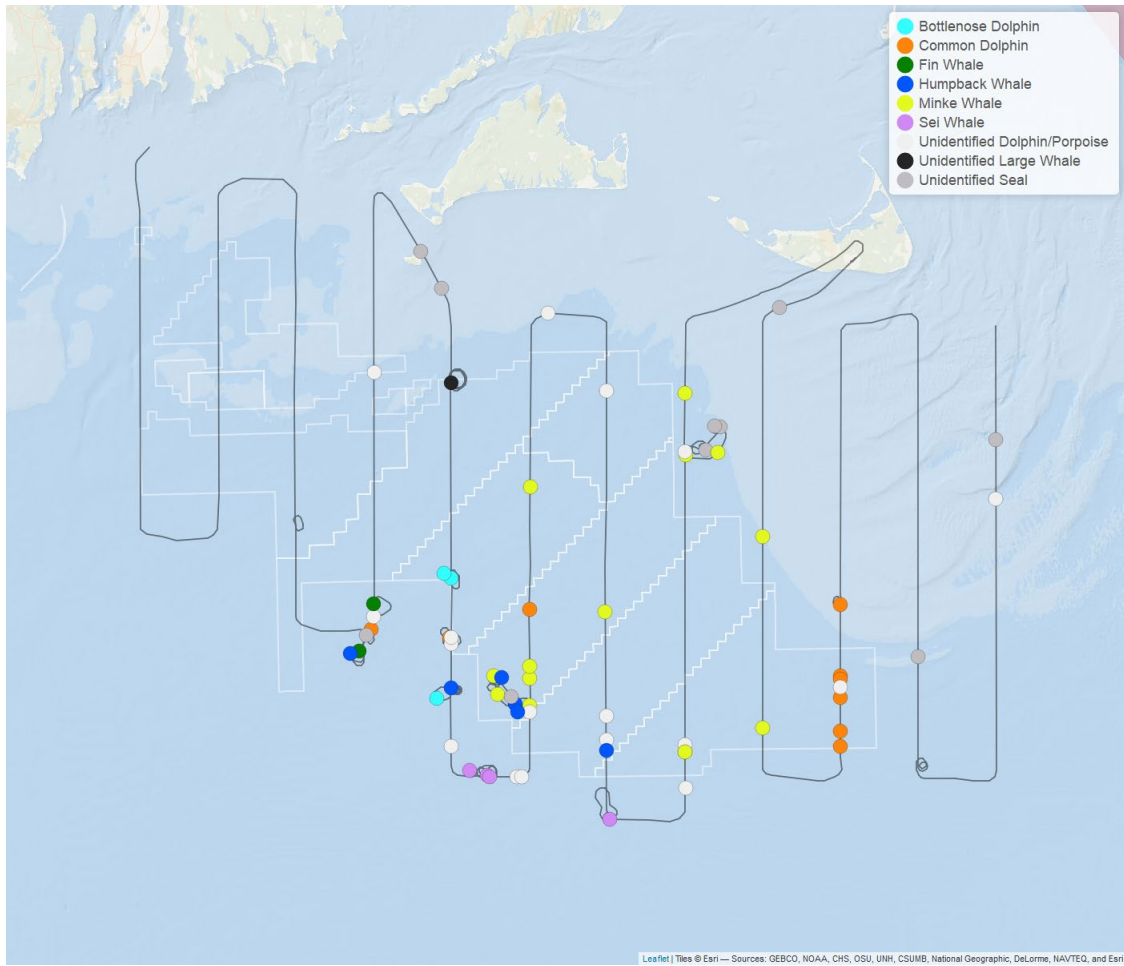 Bottlenose Dolphin
Common Dolphin
Fin Whale
Humpback Whale
Minke Whale
Sei Whale
Unidentified Dolphin/Porpoise
Unidentified Large Whale
Unidentified Seal
Leaflet | Tiles © Esri — Sources: GEBCO, NOAA, CHS, OSU, UNH, CSUMB, National Geographic, DeLorme, NAVTEQ, and Esri